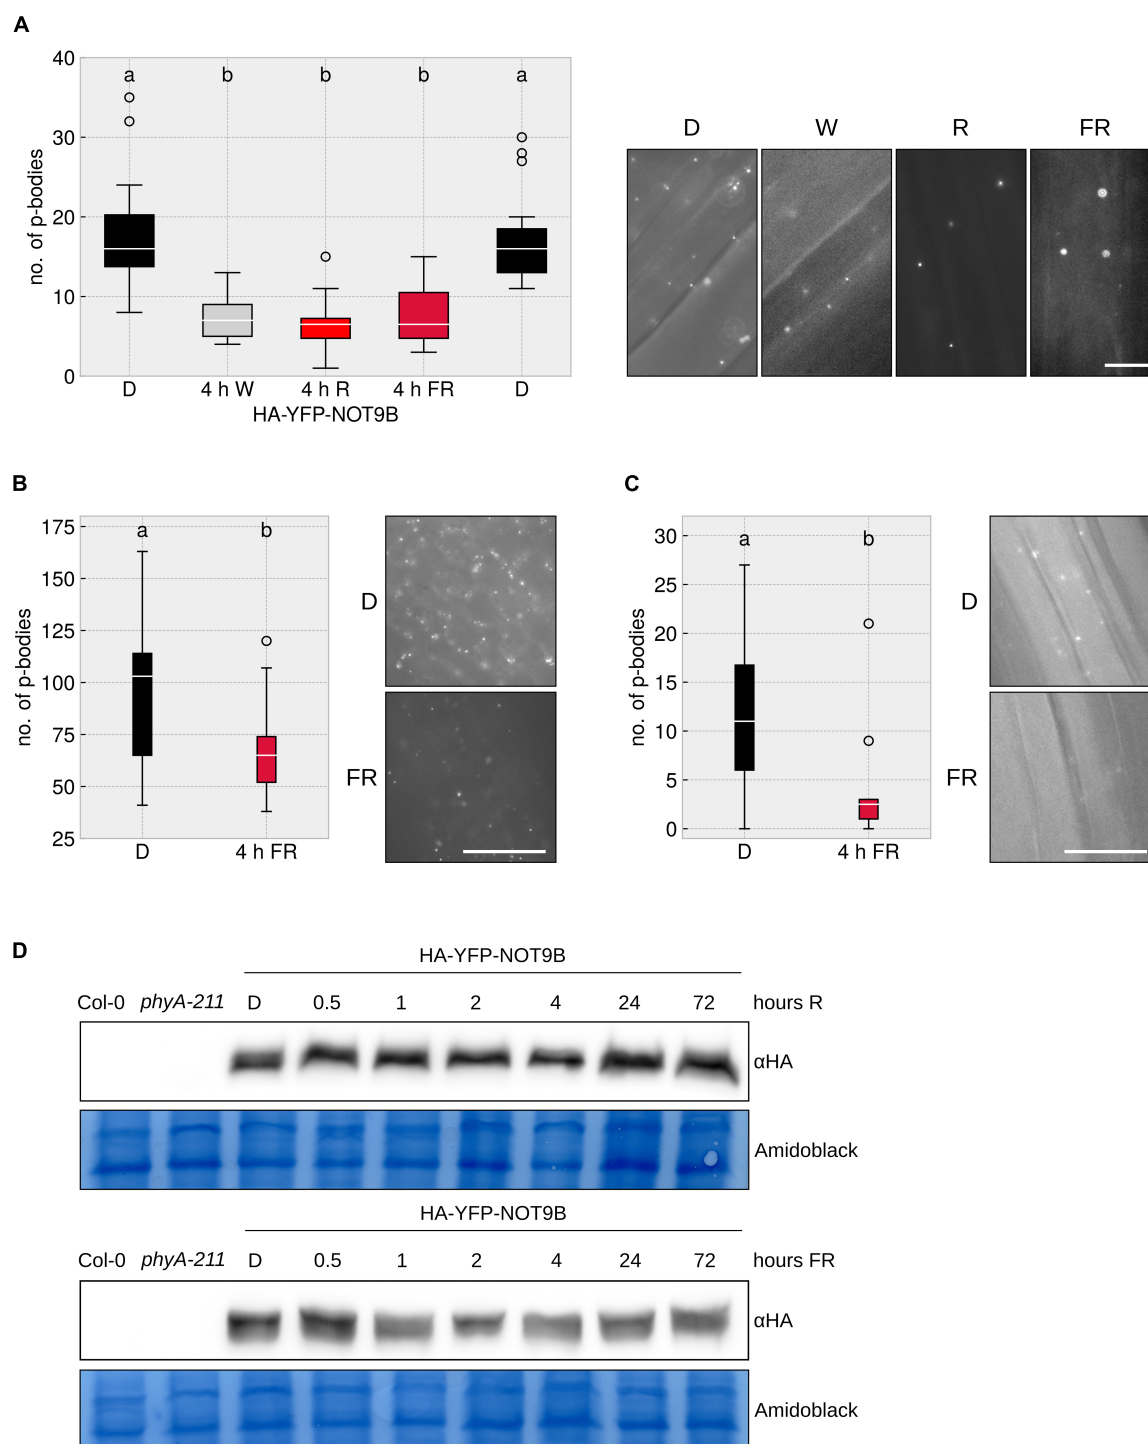 A
40
30
20
10
0
no. of p-bodies
a b b b a
D 4 h W 4 h R 4 h FR D
HA-YFP-NOT9B
D W R FR
B
175
150
125
100
75
50
25
no. of p-bodies
a b
D 4 h FR
D
FR
C
30
25
20
15
10
5
0
no. of p-bodies
a b
D 4 h FR
D
FR
D
HA-YFP-NOT9B
Col-0 phyA-211 D 0.5 1 2 4 24 72 hours R
αHA
Amidoblack
HA-YFP-NOT9B
Col-0 phyA-211 D 0.5 1 2 4 24 72 hours FR
αHA
Amidoblack